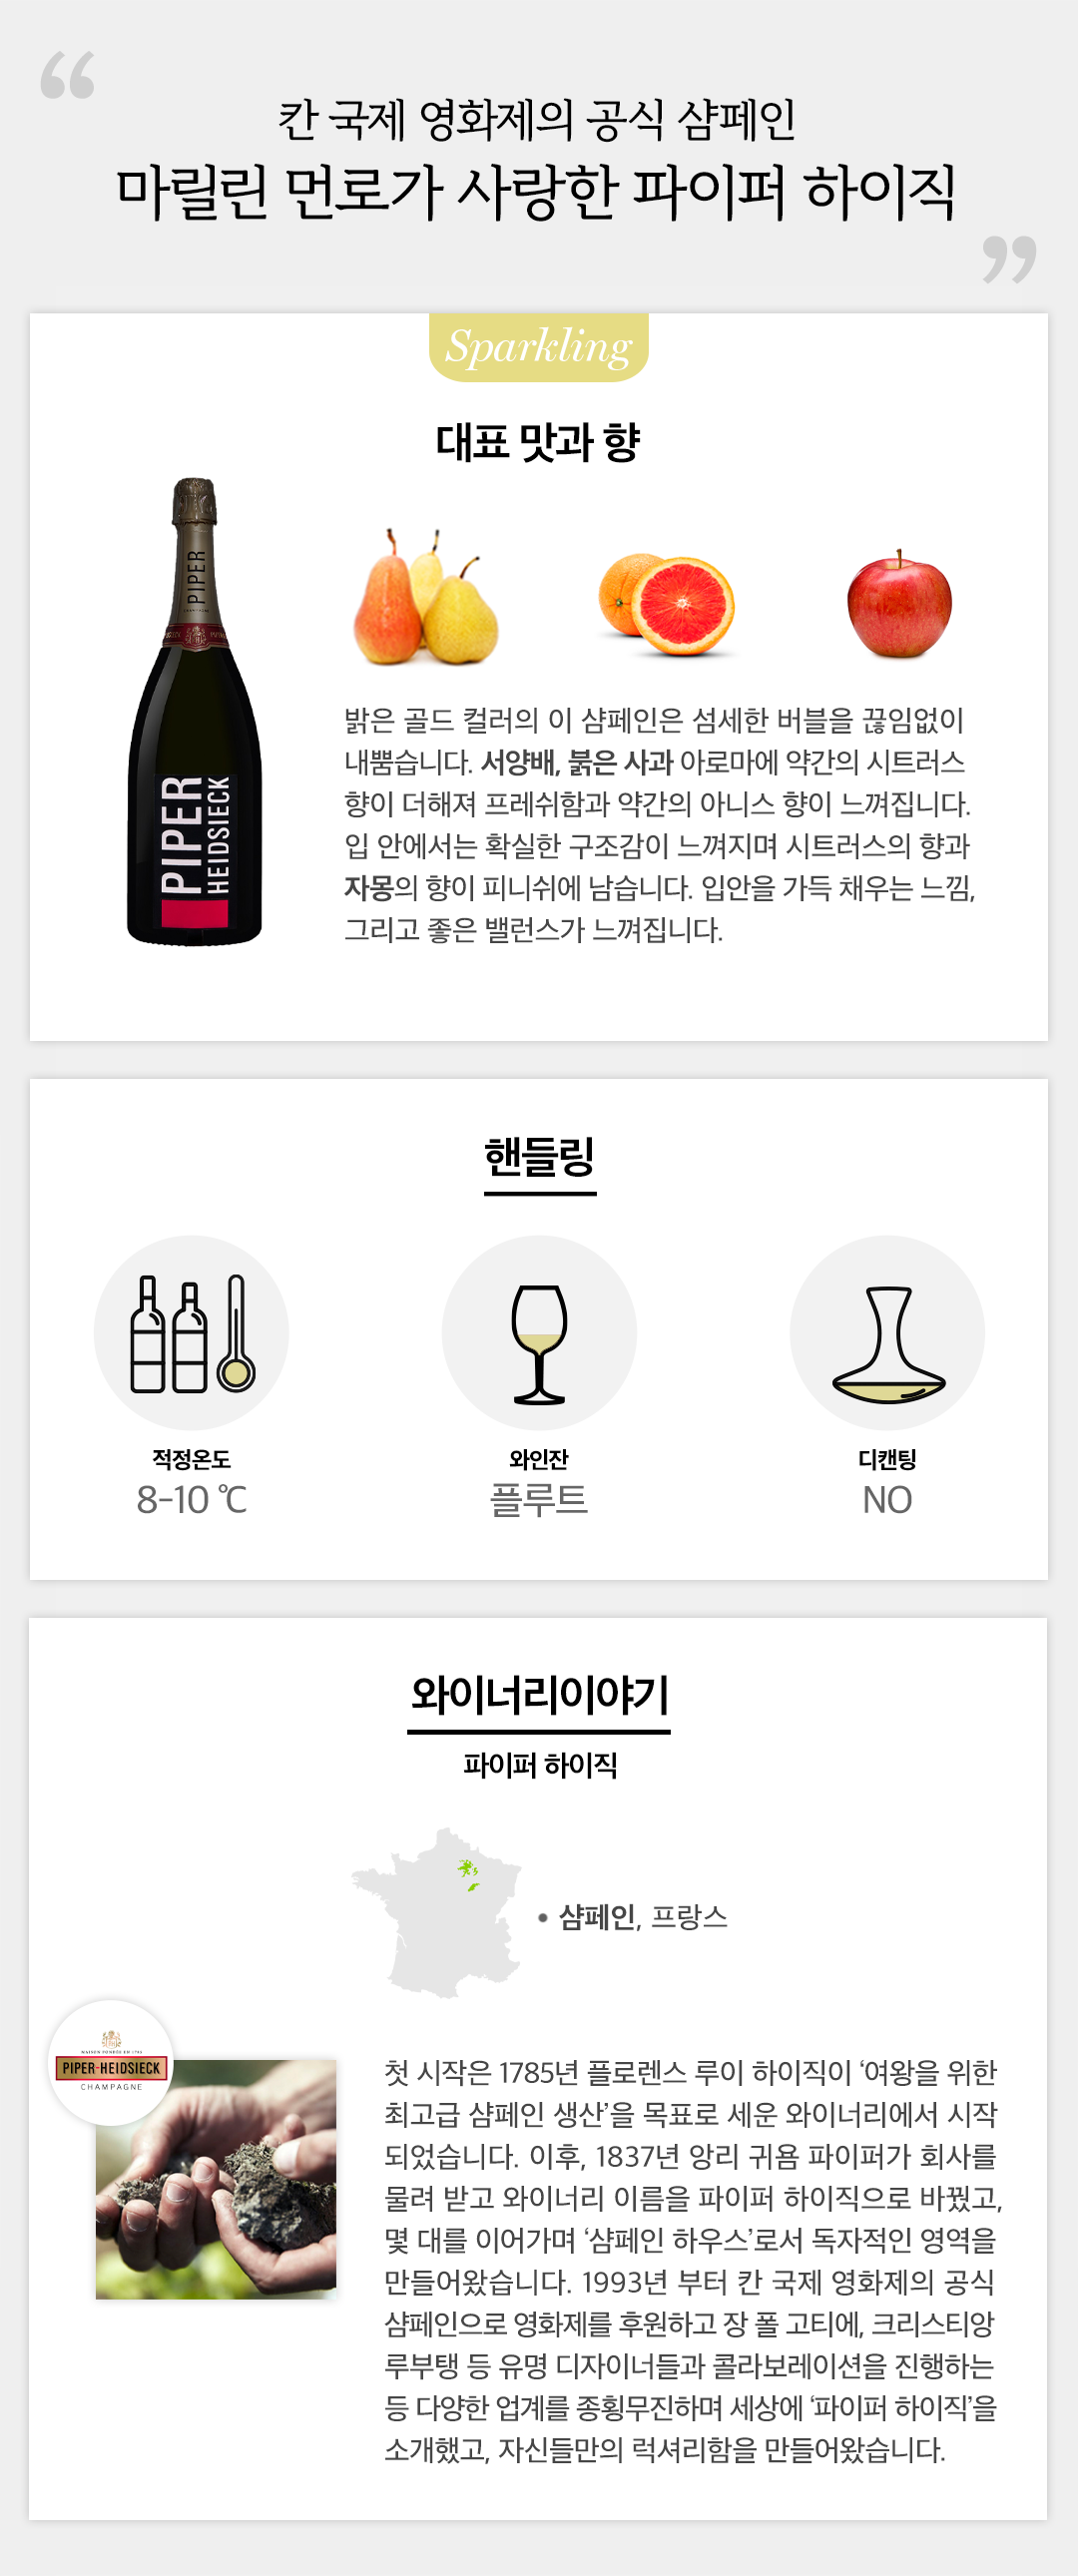 “
칸 국제 영화제의 공식 샴페인
마릴린 먼로가 사랑한 파이퍼 하이직
”
Sparkling
대표 맛과 향
PIPER
PIPER
HEIDSIECK
밝은 골드 컬러의 이 샴페인은 섬세한 버블을 끊임없이
내뿜습니다. 서양배, 붉은 사과 아로마에 약간의 시트러스
향이 더해져 프레쉬함과 약간의 아니스 향이 느껴집니다.
입 안에서는 확실한 구조감이 느껴지며 시트러스의 향과
자몽의 향이 피니쉬에 남습니다. 입안을 가득 채우는 느낌,
그리고 좋은 밸런스가 느껴집니다.
핸들링
적정온도
8-10 ℃
와인잔
플루트
디캔팅
NO
와이너리이야기
파이퍼 하이직
• 샴페인, 프랑스
MAISON FONDÉE EN 1785
PIPER-HEIDSIECK
CHAMPAGNE
첫 시작은 1785년 플로렌스 루이 하이직이 ‘여왕을 위한
최고급 샴페인 생산’을 목표로 세운 와이너리에서 시작
되었습니다. 이후, 1837년 앙리 귀욤 파이퍼가 회사를
물려 받고 와이너리 이름을 파이퍼 하이직으로 바꿨고,
몇 대를 이어가며 ‘샴페인 하우스’로서 독자적인 영역을
만들어왔습니다. 1993년 부터 칸 국제 영화제의 공식
샴페인으로 영화제를 후원하고 장 폴 고티에, 크리스티앙
루부탱 등 유명 디자이너들과 콜라보레이션을 진행하는
등 다양한 업계를 종횡무진하며 세상에 ‘파이퍼 하이직’을
소개했고, 자신들만의 럭셔리함을 만들어왔습니다.